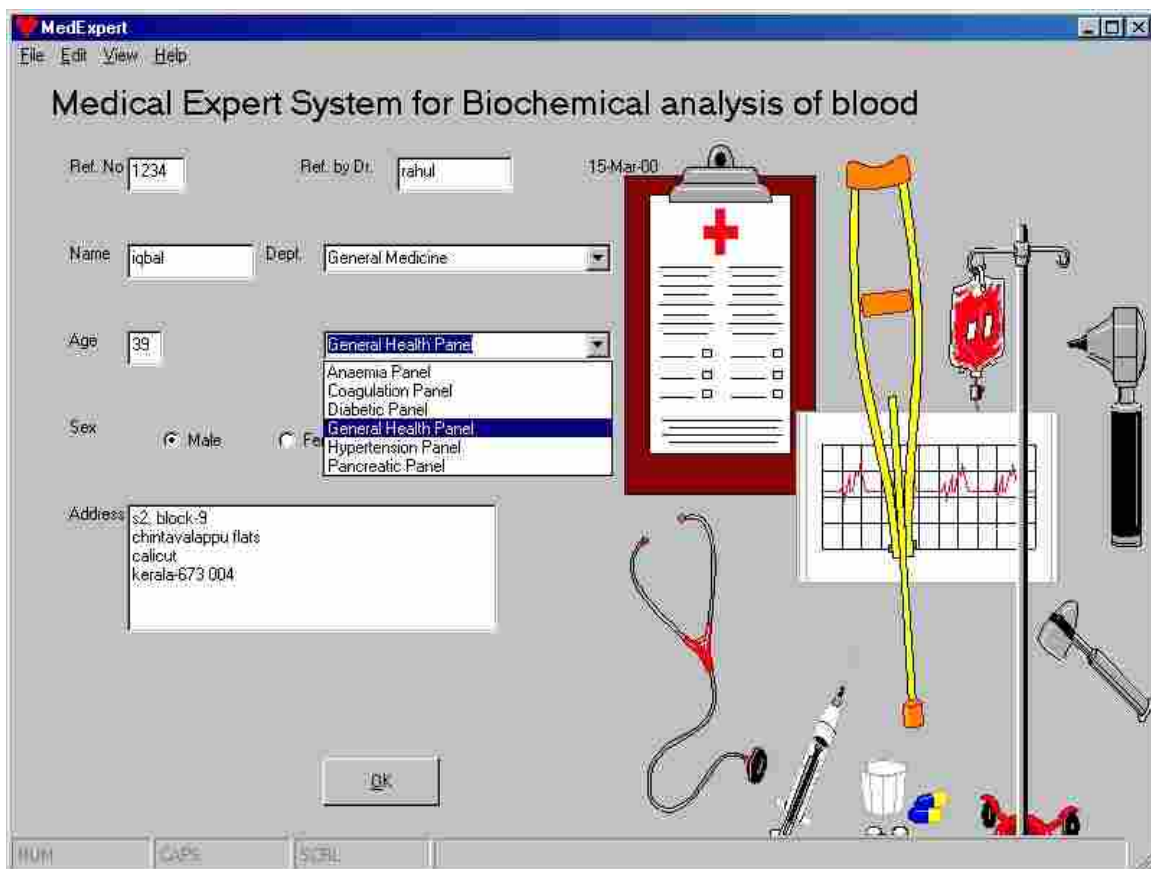 MedExpert
File Edit View Help
Medical Expert System for Biochemical analysis of blood
Ref. No 1234 Ref. by Dr. rahul 15-Mar-00
Name iqbal Dept. General Medicine
Age 39 General Health Panel
Anaemia Panel
Coagulation Panel
Diabetic Panel
General Health Panel
Hypertension Panel
Pancreatic Panel
Sex Male Fe
Address s2, block-9
chintavalappu flats
calicut
kerala-673 004
OK
NUM CAPS SCRL